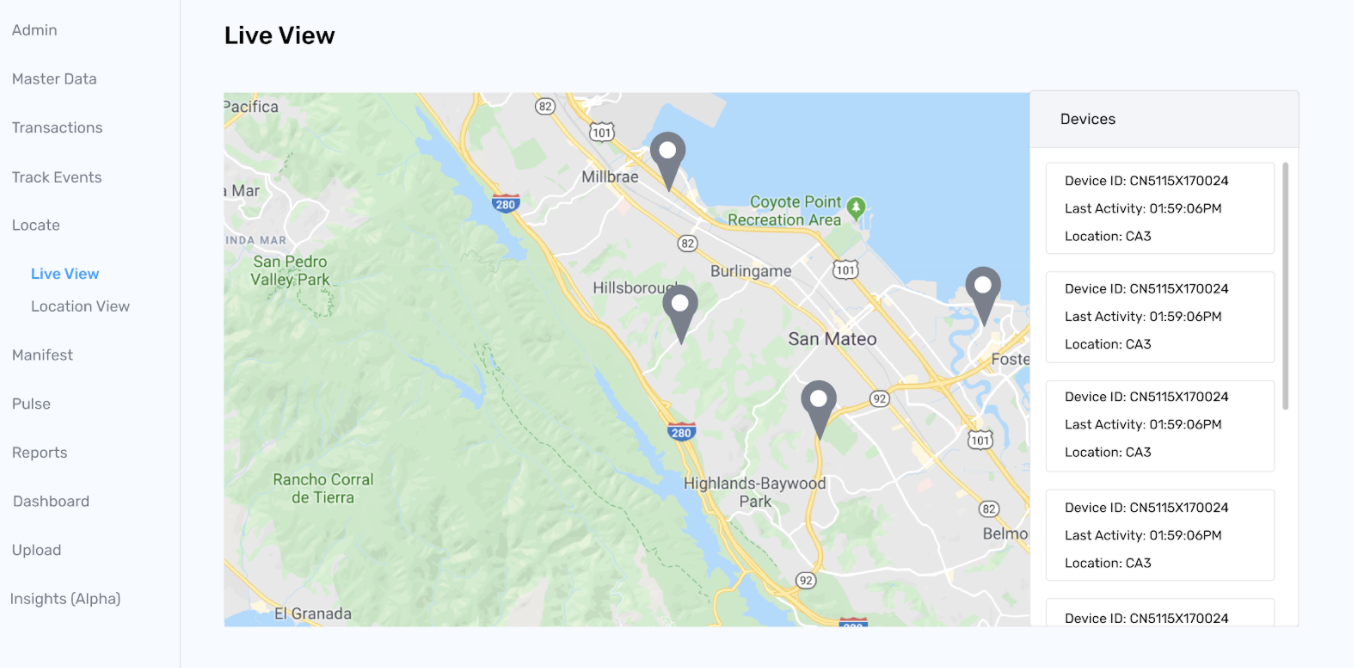 Admin
Master Data
Transactions
Track Events
Locate
Live View
Location View
Manifest
Pulse
Reports
Dashboard
Upload
Insights (Alpha)
Live View
Pacifica
82
101
Millbrae
a Mar
280
Coyote Point
Recreation Area
INDA MAR
82
San Pedro
Valley Park
Burlingame
101
Hillsborough
San Mateo
Foste
92
280
101
Rancho Corral
de Tierra
Highlands-Baywood
Park
82
Belmo
92
El Granada
280
Devices
Device ID: CN5115X170024
Last Activity: 01:59:06PM
Location: CA3
Device ID: CN5115X170024
Last Activity: 01:59:06PM
Location: CA3
Device ID: CN5115X170024
Last Activity: 01:59:06PM
Location: CA3
Device ID: CN5115X170024
Last Activity: 01:59:06PM
Location: CA3
Device ID: CN5115X170024